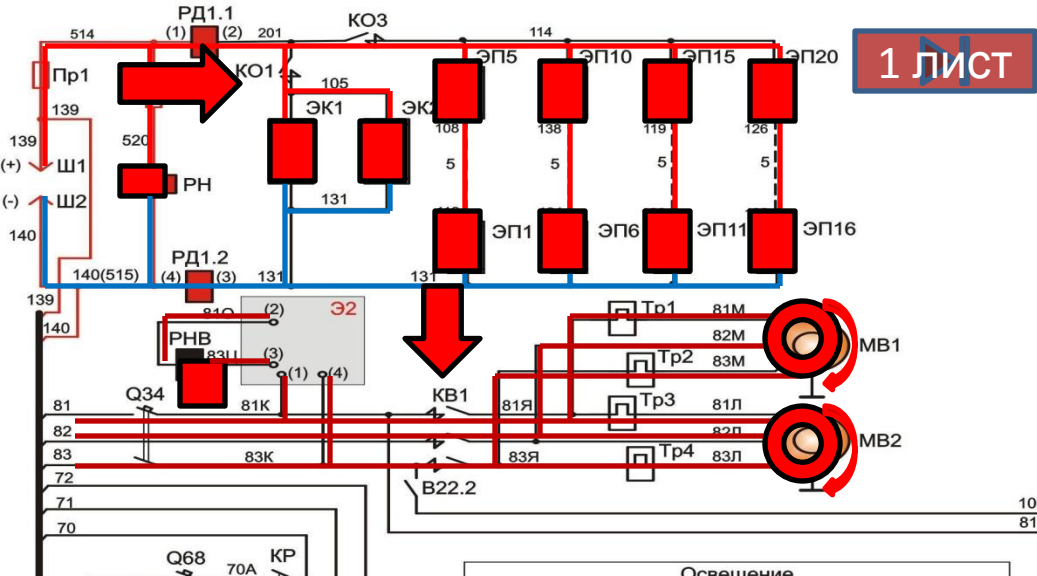 РД1.1
514 (1) (2) 201 КО3 114
ЭП5 ЭП10 ЭП15 ЭП20
1 лист
Пр1 КО1
105
139 ЭК1
108 138 119 126
139 520
(+) Ш1 5 5 5 5
РН
(-) Ш2 131
140 ЭП1 ЭП6 ЭП11 ЭП16
РД1.2
140(515) (4) (3) 131 131
139
(2) Э2 Тр1 81М
140
РНВ 82М МВ1
(3) Тр2 83М
(1) (4)
Q34 КВ1 Тр3
81 81К 81Я 81Л
82 82Л МВ2
83 83К 83Я Тр4 83Л
72 В22.2
71 10
70 81
Q68 70А КР
Освещение